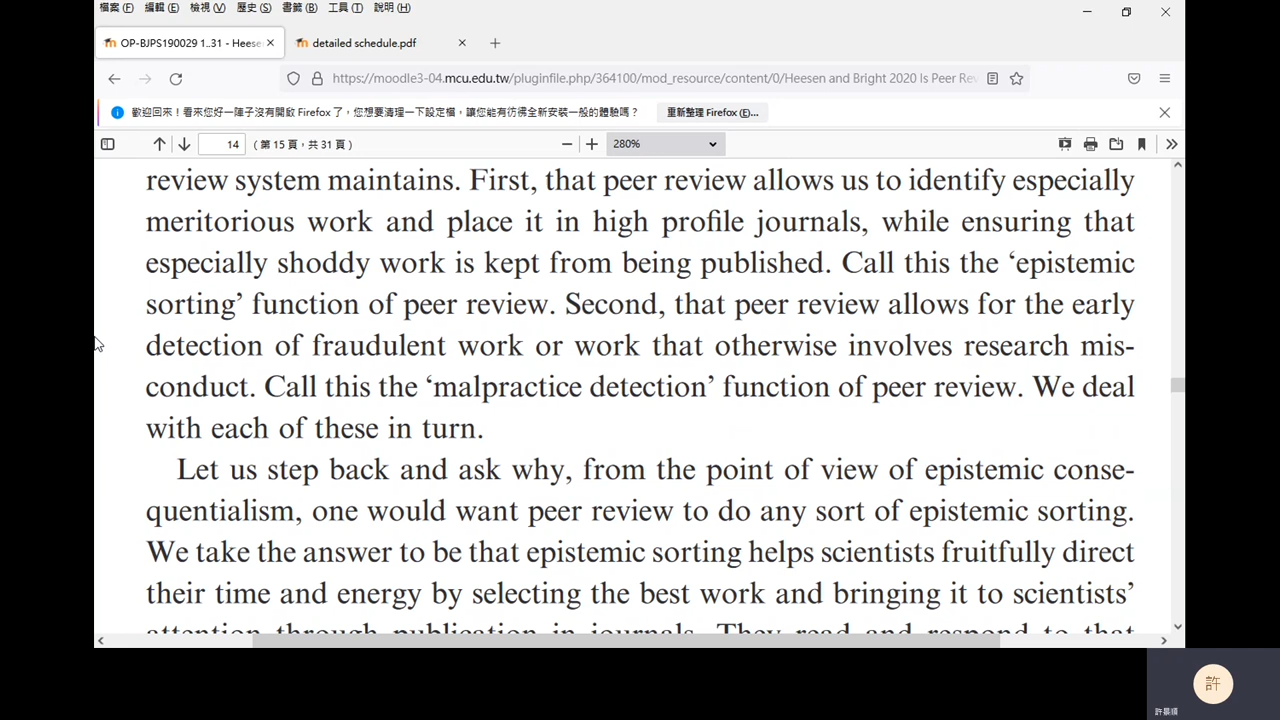 檔案(F) 編輯(E) 檢視(V) 歷史(S) 書籤(B) 工具(T) 說明(H)
OP-BJPS190029 1..31 - Heese
detailed schedule.pdf
https://moodle3-04.mcu.edu.tw/pluginfile.php/364100/mod_resource/content/0/Heesen and Bright 2020 Is Peer Rev
歡迎回來！看來您好一陣子沒有開啟 Firefox 了，您想要清理一下設定檔，讓您能有彷彿全新安裝一般的體驗嗎？ 重新整理 Firefox (E)...
14 (第 15 頁，共 31 頁) 280%
review system maintains. First, that peer review allows us to identify especially
meritorious work and place it in high profile journals, while ensuring that
especially shoddy work is kept from being published. Call this the ‘epistemic
sorting’ function of peer review. Second, that peer review allows for the early
detection of fraudulent work or work that otherwise involves research mis-
conduct. Call this the ‘malpractice detection’ function of peer review. We deal
with each of these in turn.
Let us step back and ask why, from the point of view of epistemic conse-
quentialism, one would want peer review to do any sort of epistemic sorting.
We take the answer to be that epistemic sorting helps scientists fruitfully direct
their time and energy by selecting the best work and bringing it to scientists’
attention through publication in journals. They read and respond to that
許